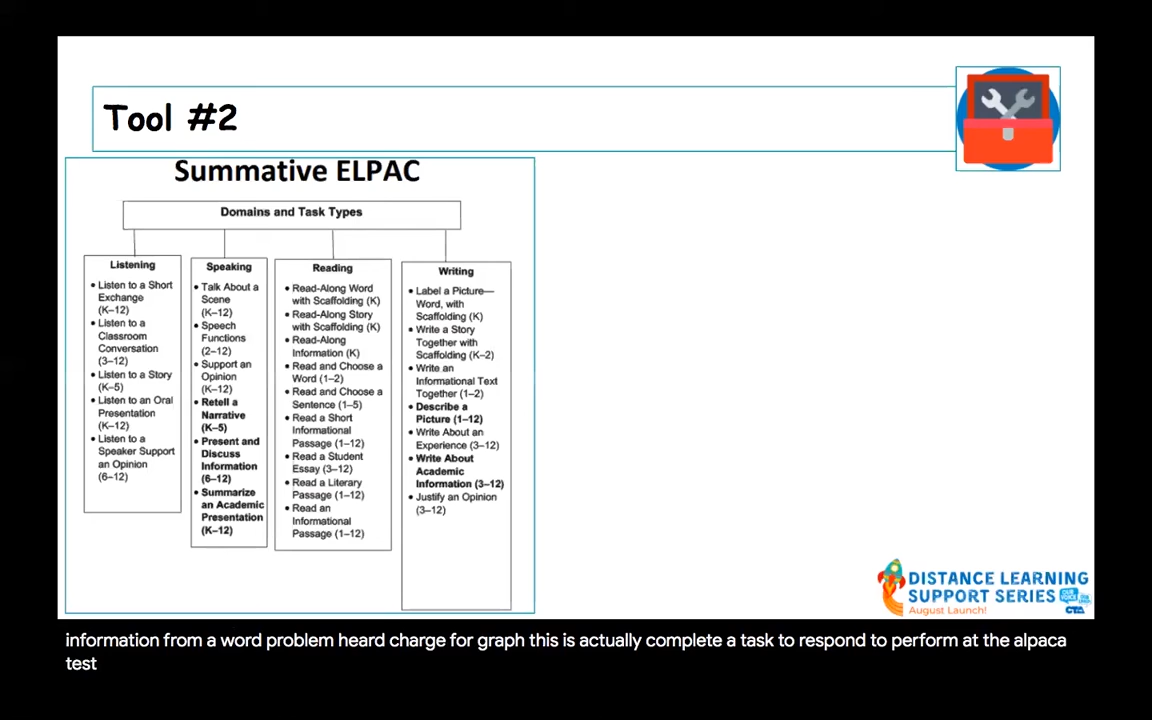 Tool #2
Summative ELPAC
Domains and Task Types
Listening
• Listen to a Short
Exchange
(K–12)
• Listen to a
Classroom
Conversation
(3–12)
• Listen to a Story
(K–5)
• Listen to an Oral
Presentation
(K–12)
• Listen to a
Speaker Support
an Opinion
(6–12)
Speaking
• Talk About a
Scene
(K–12)
• Speech
Functions
(2–12)
• Support an
Opinion
(K–12)
• Retell a
Narrative
(K–5)
• Present and
Discuss
Information
(6–12)
• Summarize
an Academic
Presentation
(K–12)
Reading
• Read-Along Word
with Scaffolding (K)
• Read-Along Story
with Scaffolding (K)
• Read-Along
Information (K)
• Read and Choose a
Word (1–2)
• Read and Choose a
Sentence (1–5)
• Read a Short
Informational
Passage (1–12)
• Read a Student
Essay (3–12)
• Read a Literary
Passage (1–12)
• Read an
Informational
Passage (1–12)
Writing
• Label a Picture—
Word, with
Scaffolding (K)
• Write a Story
Together with
Scaffolding (K–2)
• Write an
Informational Text
Together (1–2)
• Describe a
Picture (1–12)
• Write About an
Experience (3–12)
• Write About
Academic
Information (3–12)
• Justify an Opinion
(3–12)
DISTANCE LEARNING
SUPPORT SERIES
August Launch!
CTA
information from a word problem heard charge for graph this is actually complete a task to respond to perform at the alpaca
test